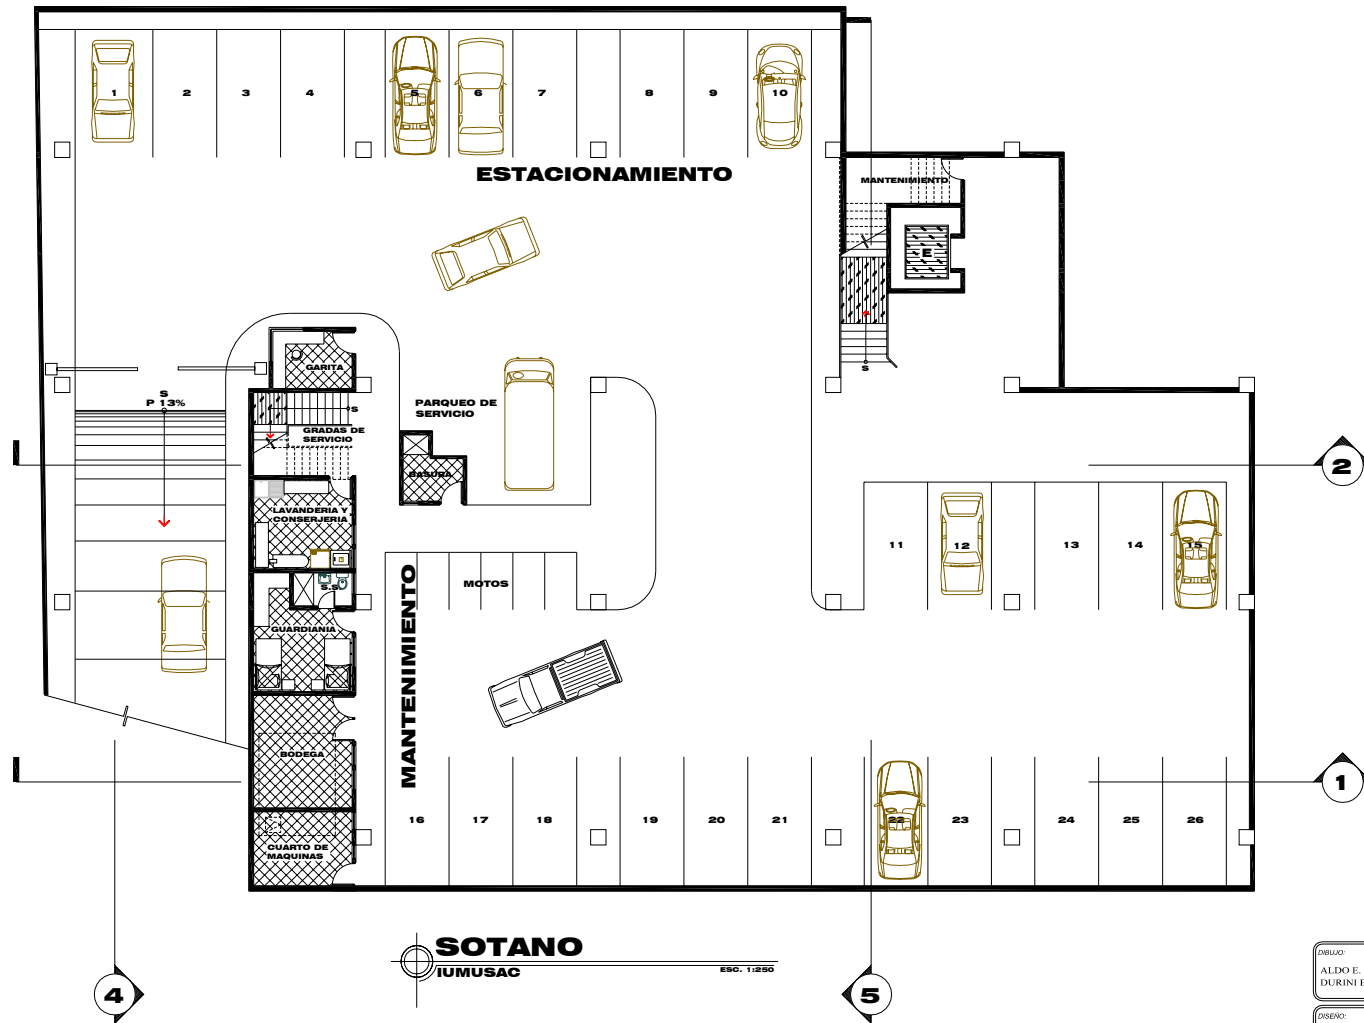 1 2 3 4 5 6 7 8 9 10
ESTACIONAMIENTO
MANTENIMIENTO
E
S
GARITA
S
P 13%
S
GRADAS DE
SERVICIO
PARQUEO DE
SERVICIO
BASURA
LAVANDERIA Y
CONSERJERIA
2
11 12 13 14 15
MOTOS
S.S
GUARDIANIA
MANTENIMIENTO
BODEGA
1
16 17 18 19 20 21 22 23 24 25 26
CUARTO DE
MAQUINAS
SOTANO
IUMUSAC
ESC. 1:250
4
5
DIBUJO:
ALDO E.
DURINI
DISEÑO: